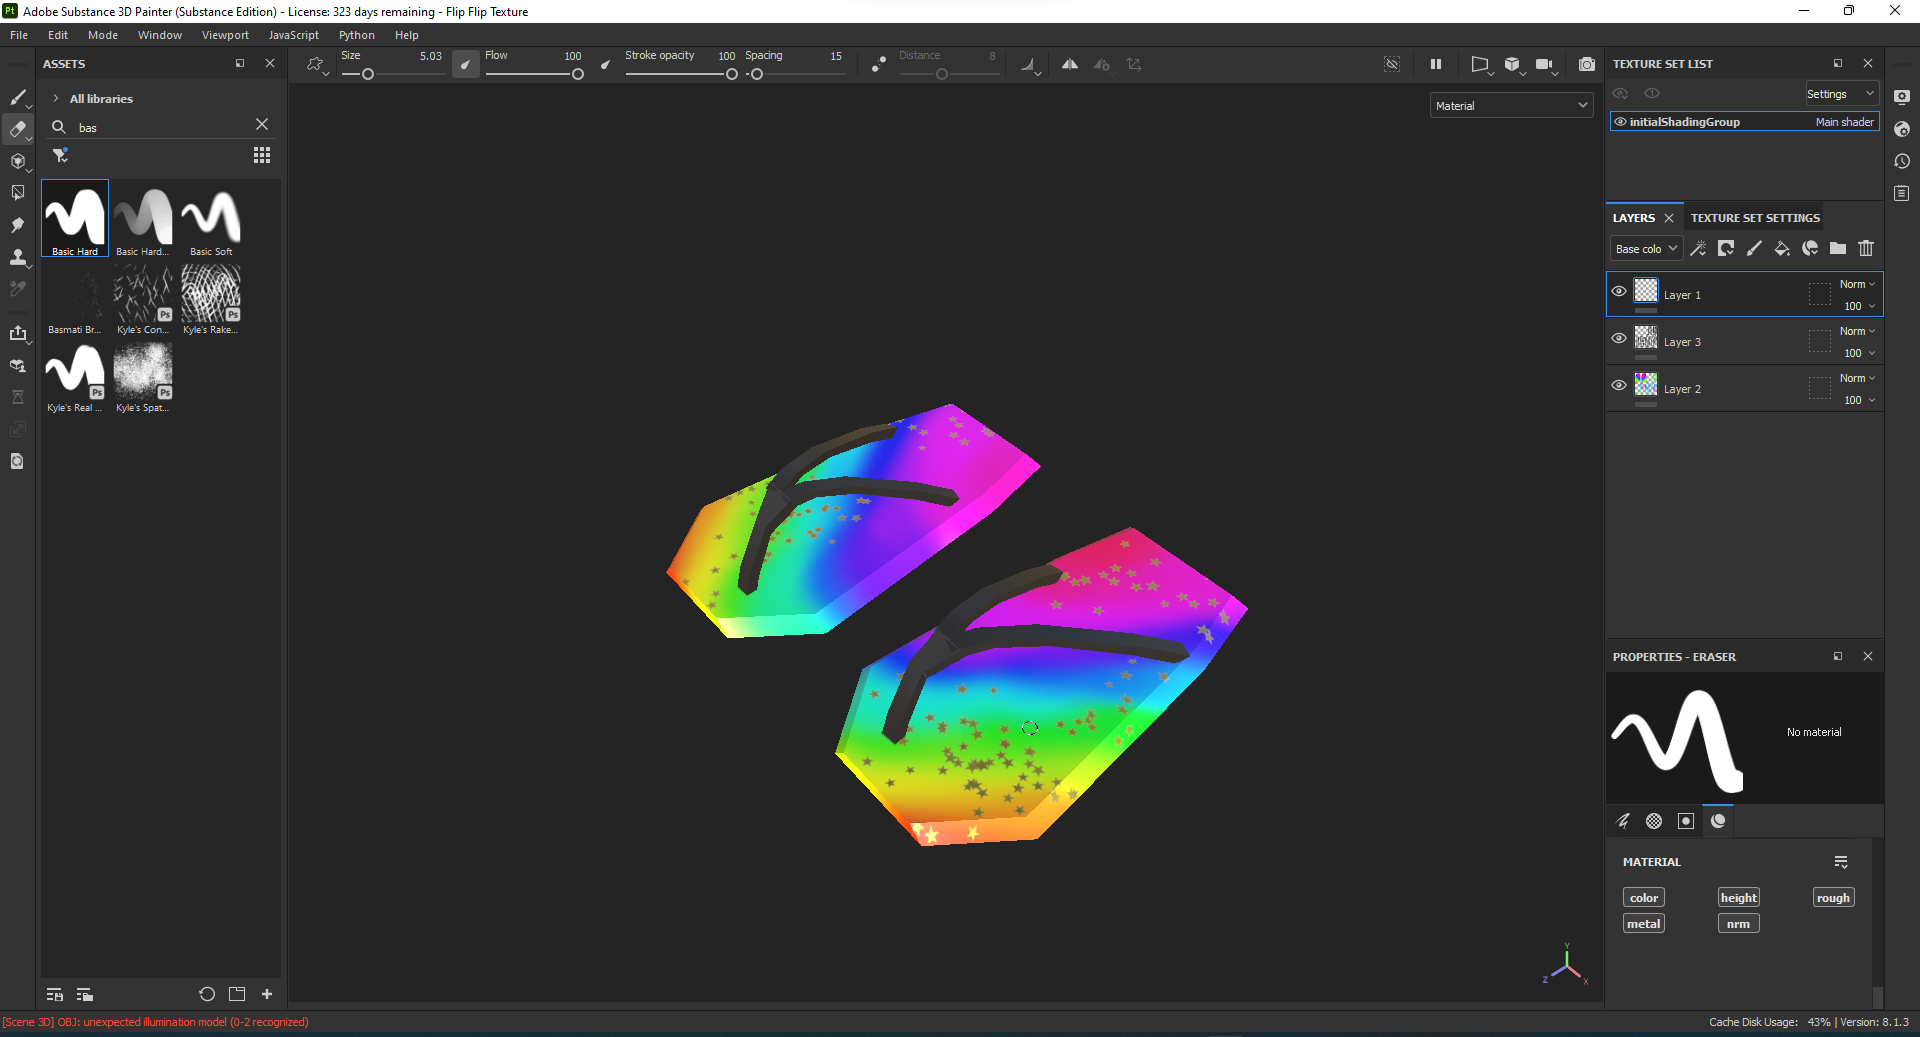 Pt Adobe Substance 3D Painter (Substance Edition) - License: 323 days remaining - Flip Flip Texture
File Edit Mode Window Viewport JavaScript Python Help
ASSETS
Size 5.03 Flow 100 Stroke opacity 100 Spacing 15 Distance 8
All libraries
bas
Basic Hard Basic Hard... Basic Soft
Ps Ps
Basmati Br... Kyle's Con... Kyle's Rake...
Ps Ps
Kyle's Real ... Kyle's Spat...
Material
TEXTURE SET LIST
Settings
initialShadingGroup Main shader
LAYERS TEXTURE SET SETTINGS
Base colo
Layer 1 Norm 100
Layer 3 Norm 100
Layer 2 Norm 100
PROPERTIES - ERASER
No material
MATERIAL
color height rough
metal nrm
Y
Z X
[Scene 3D] OBJ: unexpected illumination model (0-2 recognized)
Cache Disk Usage: 43% | Version: 8.1.3